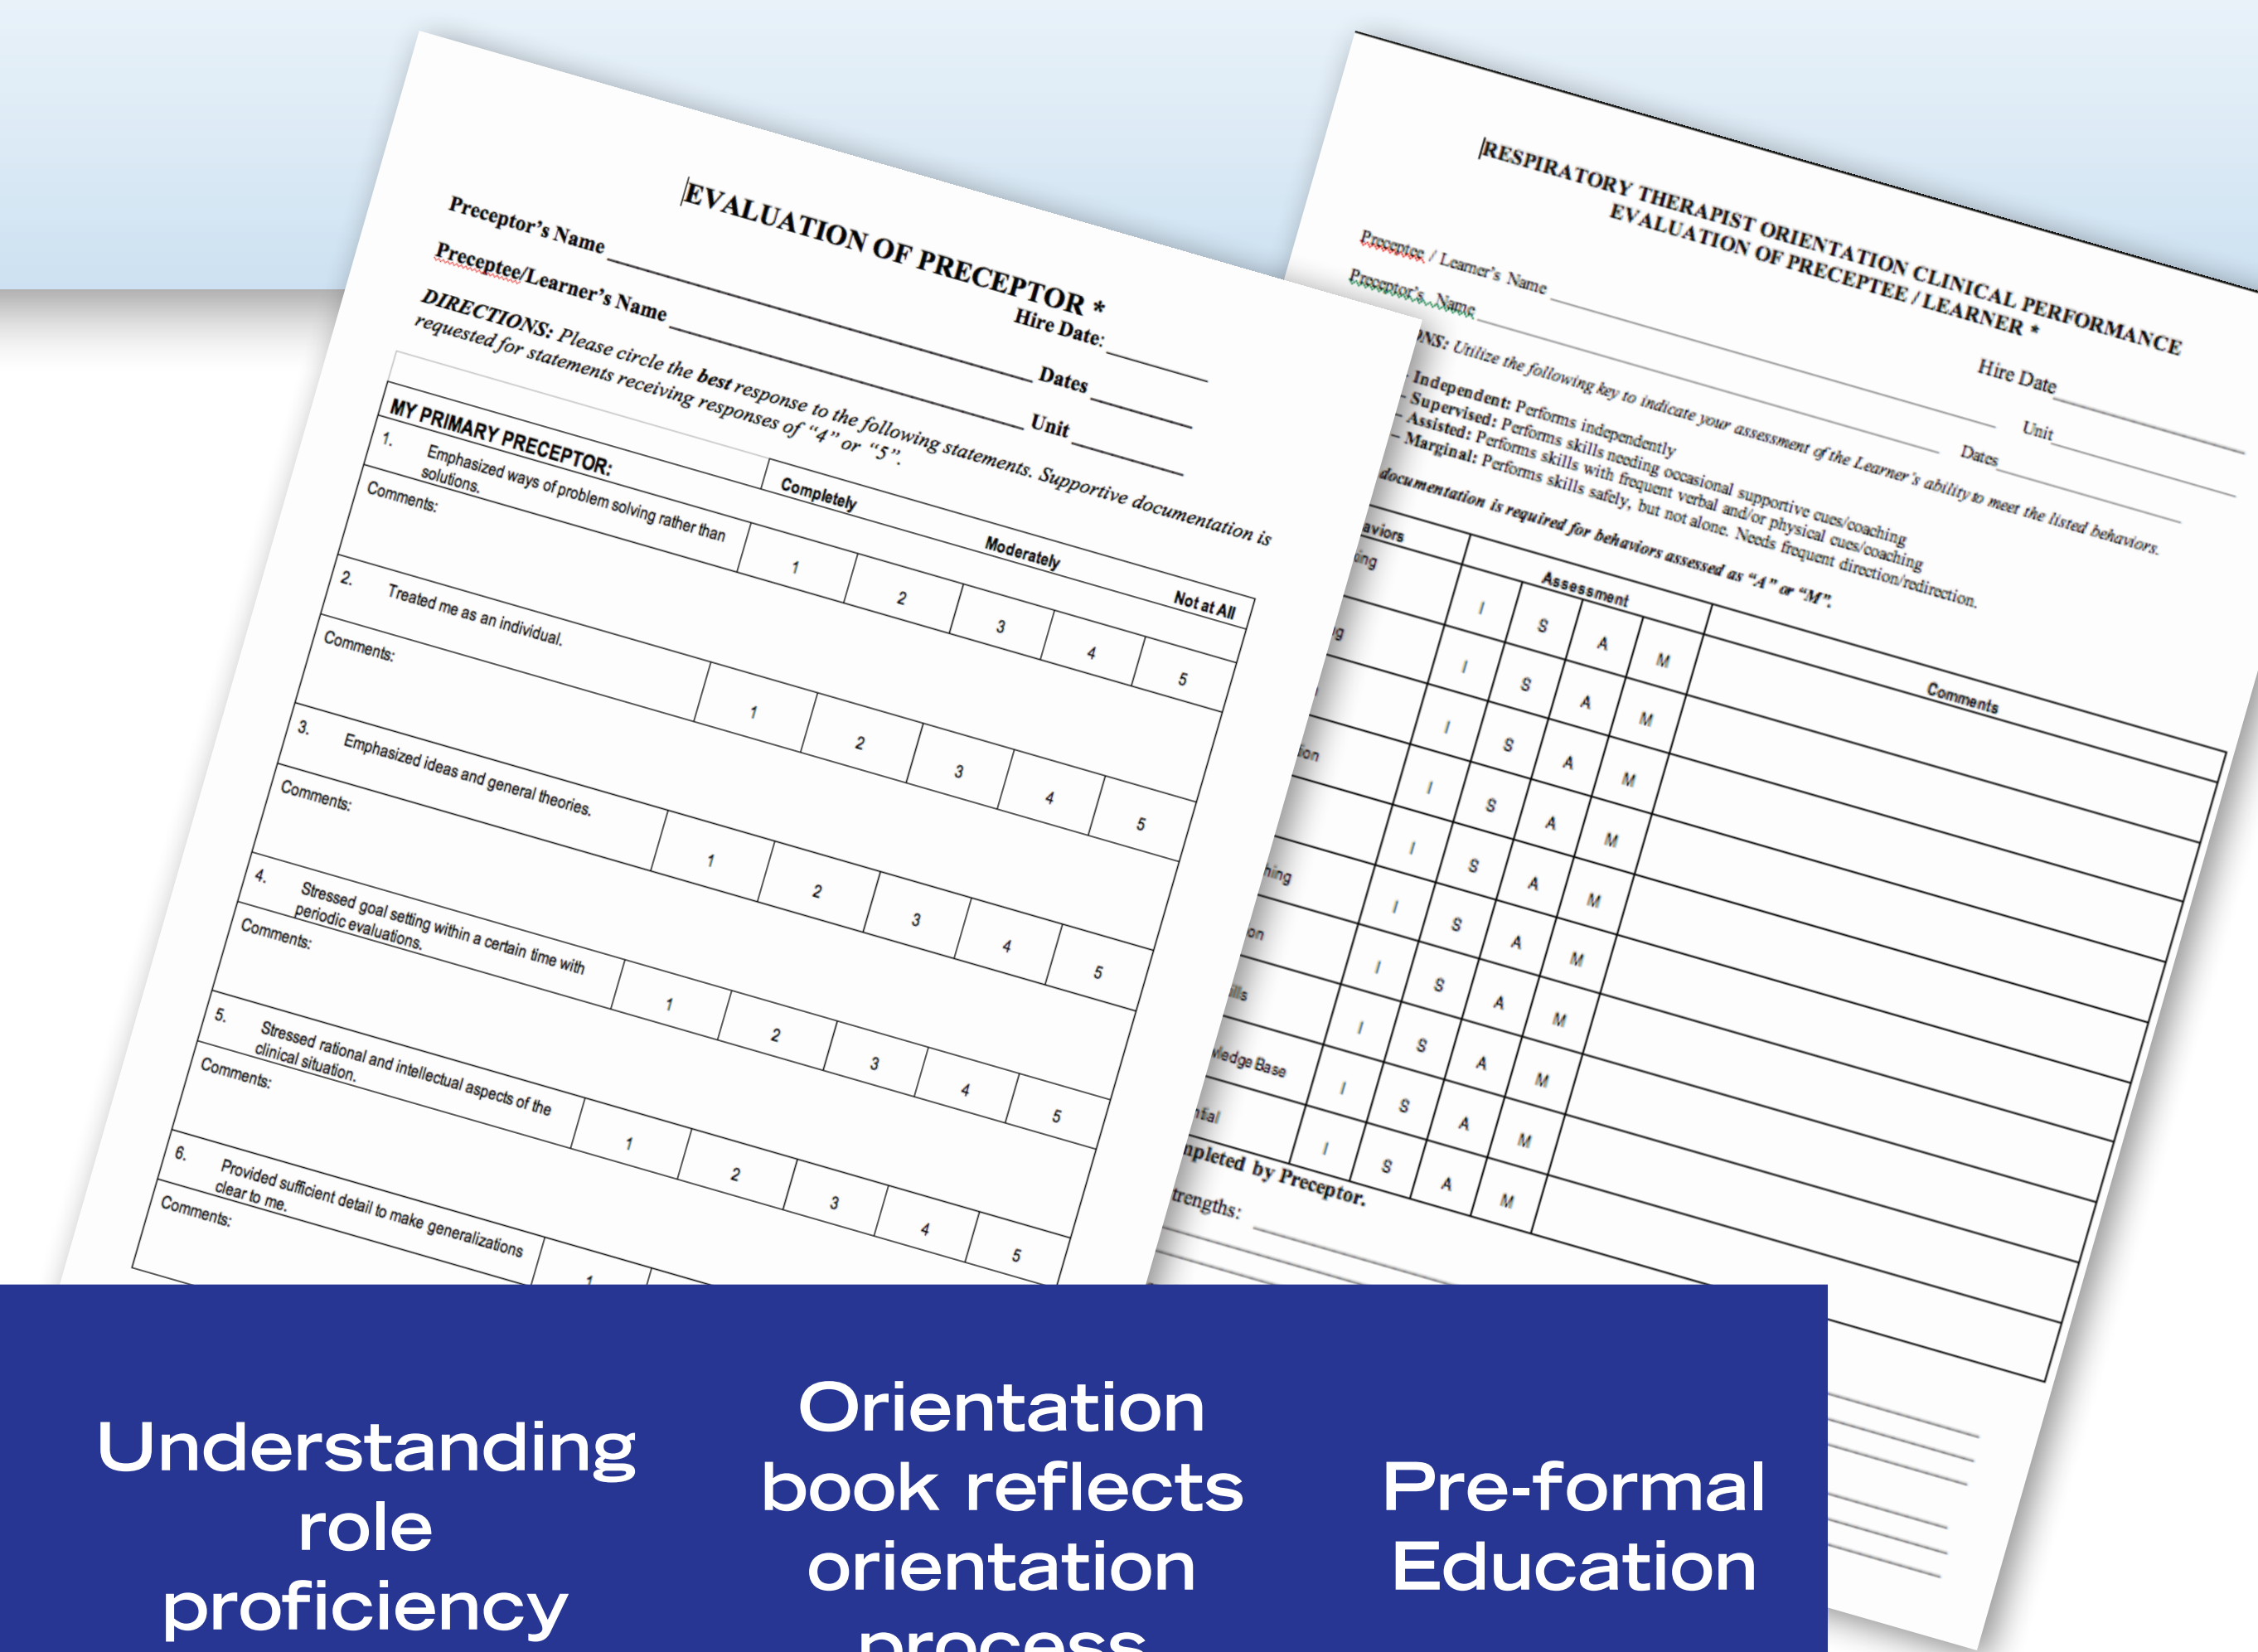 EVALUATION OF PRECEPTOR *
Hire Date:
Preceptor's Name Dates
Preceptee/Learner's Name Unit
DIRECTIONS: Please circle the best response to the following statements. Supportive documentation is
requested for statements receiving responses of “4” or “5”.
Completely Moderately Not at All
MY PRIMARY PRECEPTOR:
1. Emphasized ways of problem solving rather than
solutions.
1 2 3 4 5
Comments:
2. Treated me as an individual.
1 2 3 4 5
Comments:
3. Emphasized ideas and general theories.
1 2 3 4 5
Comments:
4. Stressed goal setting within a certain time with
periodic evaluations.
1 2 3 4 5
Comments:
5. Stressed rational and intellectual aspects of the
clinical situation.
1 2 3 4 5
Comments:
6. Provided sufficient detail to make generalizations
clear to me.
1
Comments:
RESPIRATORY THERAPIST ORIENTATION CLINICAL PERFORMANCE
EVALUATION OF PRECEPTEE / LEARNER *
Hire Date
Preceptee / Learner's Name Unit
Preceptor's Name Dates
Utilize the following key to indicate your assessment of the Learner's ability to meet the listed behaviors.
– Independent: Performs independently
– Supervised: Performs skills needing occasional supportive cues/coaching
– Assisted: Performs skills with frequent verbal and/or physical cues/coaching
– Marginal: Performs skills safely, but not alone. Needs frequent direction/redirection.
documentation is required for behaviors assessed as “A” or “M”.
Assessment Comments
I S A M
I S A M
I S A M
I S A M
I S A M
I S A M
I S A M
I S A M
Base I S A M
I S A M
by Preceptor.
Understanding
role
proficiency
Orientation
book reflects
orientation
process
Pre-formal
Education